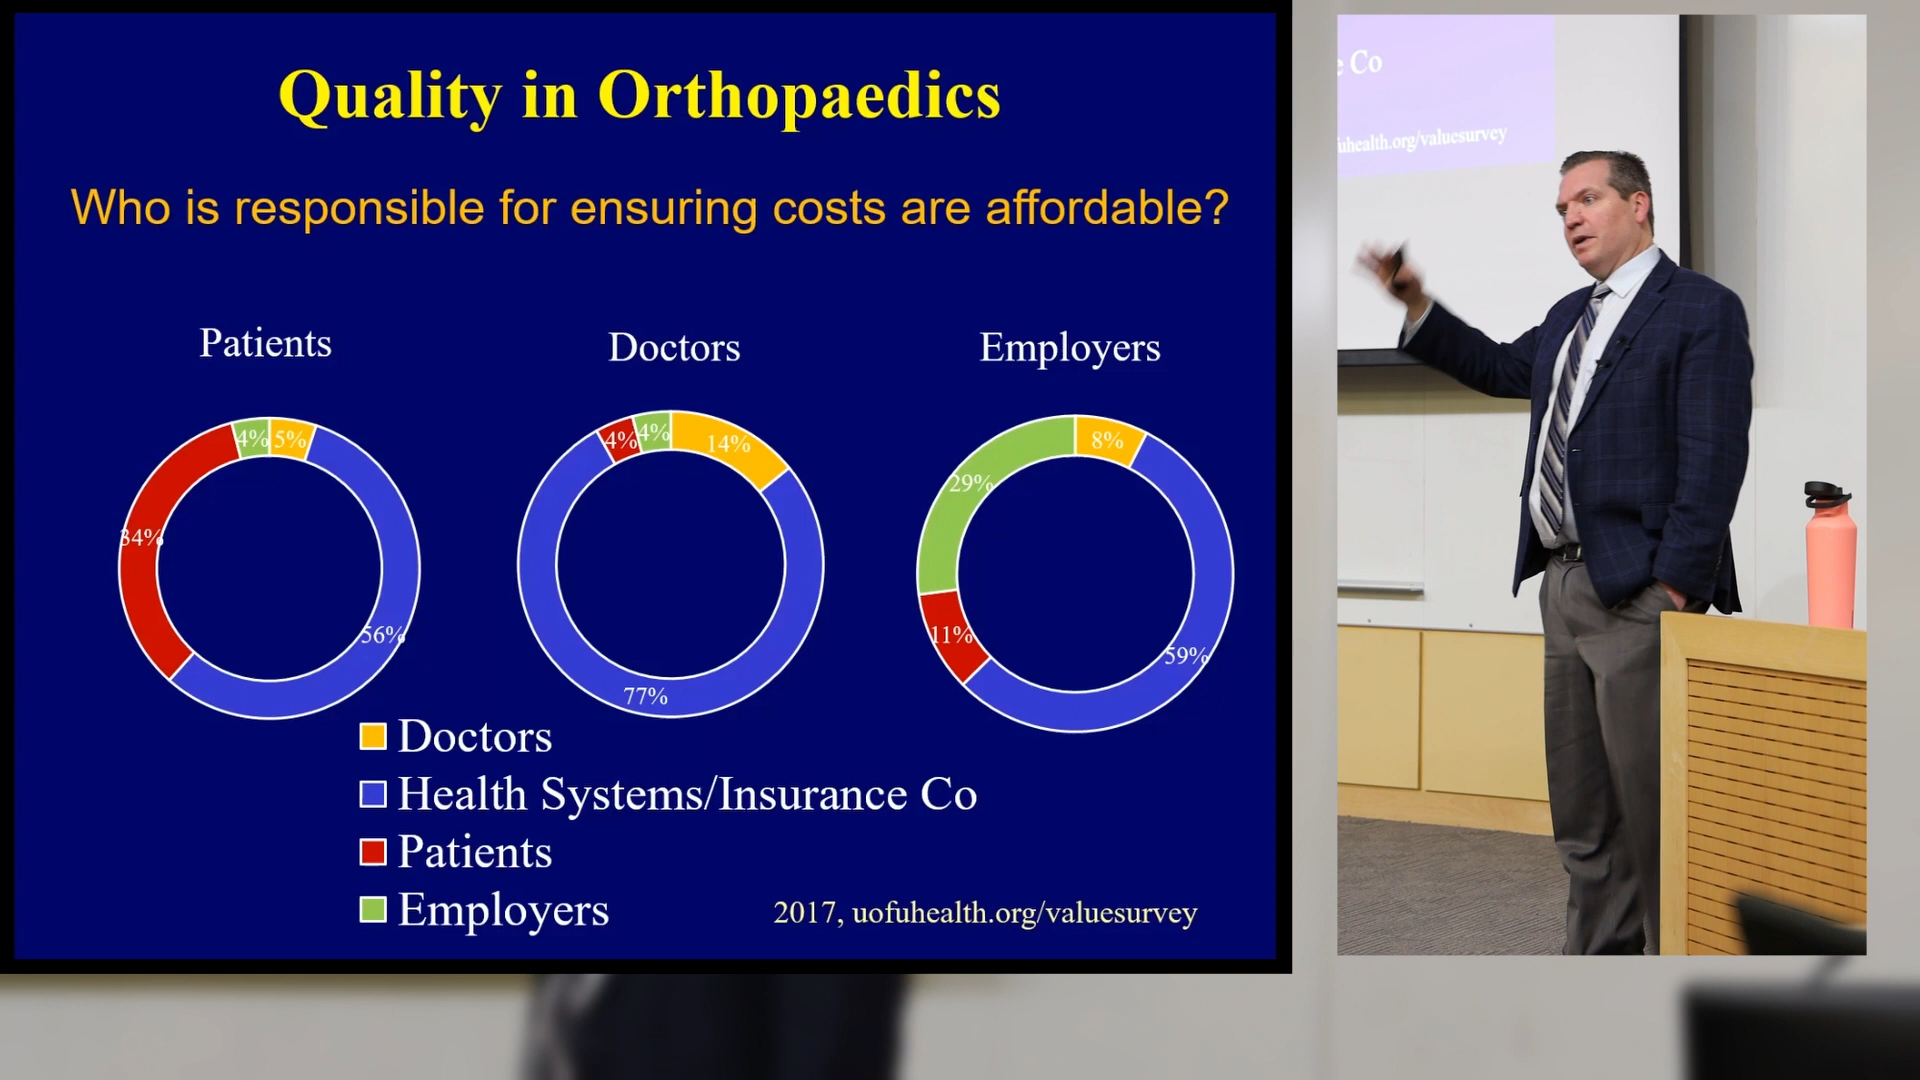 Quality in Orthopaedics
Who is responsible for ensuring costs are affordable?
Patients
Doctors
Employers
4%
5%
34%
56%
4%
4%
14%
77%
8%
29%
11%
59%
Doctors
Health Systems/Insurance Co
Patients
Employers
2017, uofuhealth.org/valuesurvey
Co
uhealth.org/valuesurvey